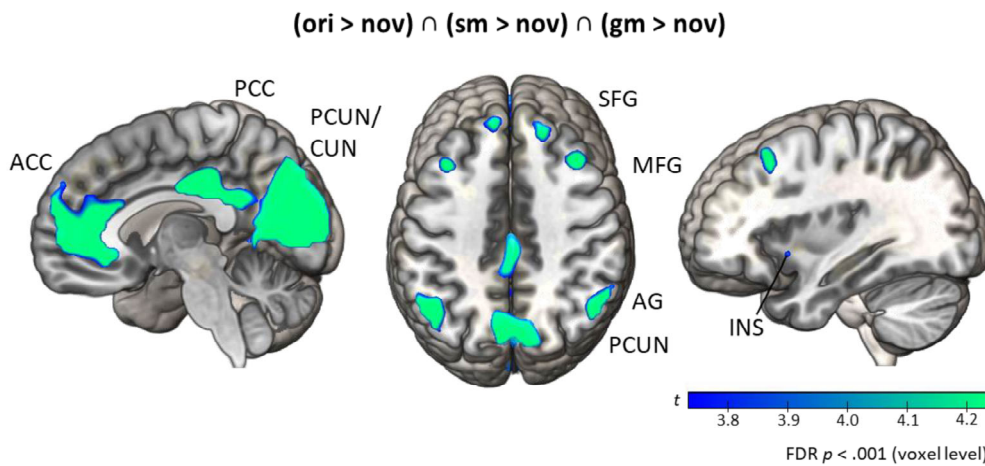 (ori > nov) ∩ (sm > nov) ∩ (gm > nov)
PCC
PCUN/
CUN
ACC
SFG
MFG
AG
PCUN
INS
t
3.8 3.9 4.0 4.1 4.2
FDR p < .001 (voxel level)